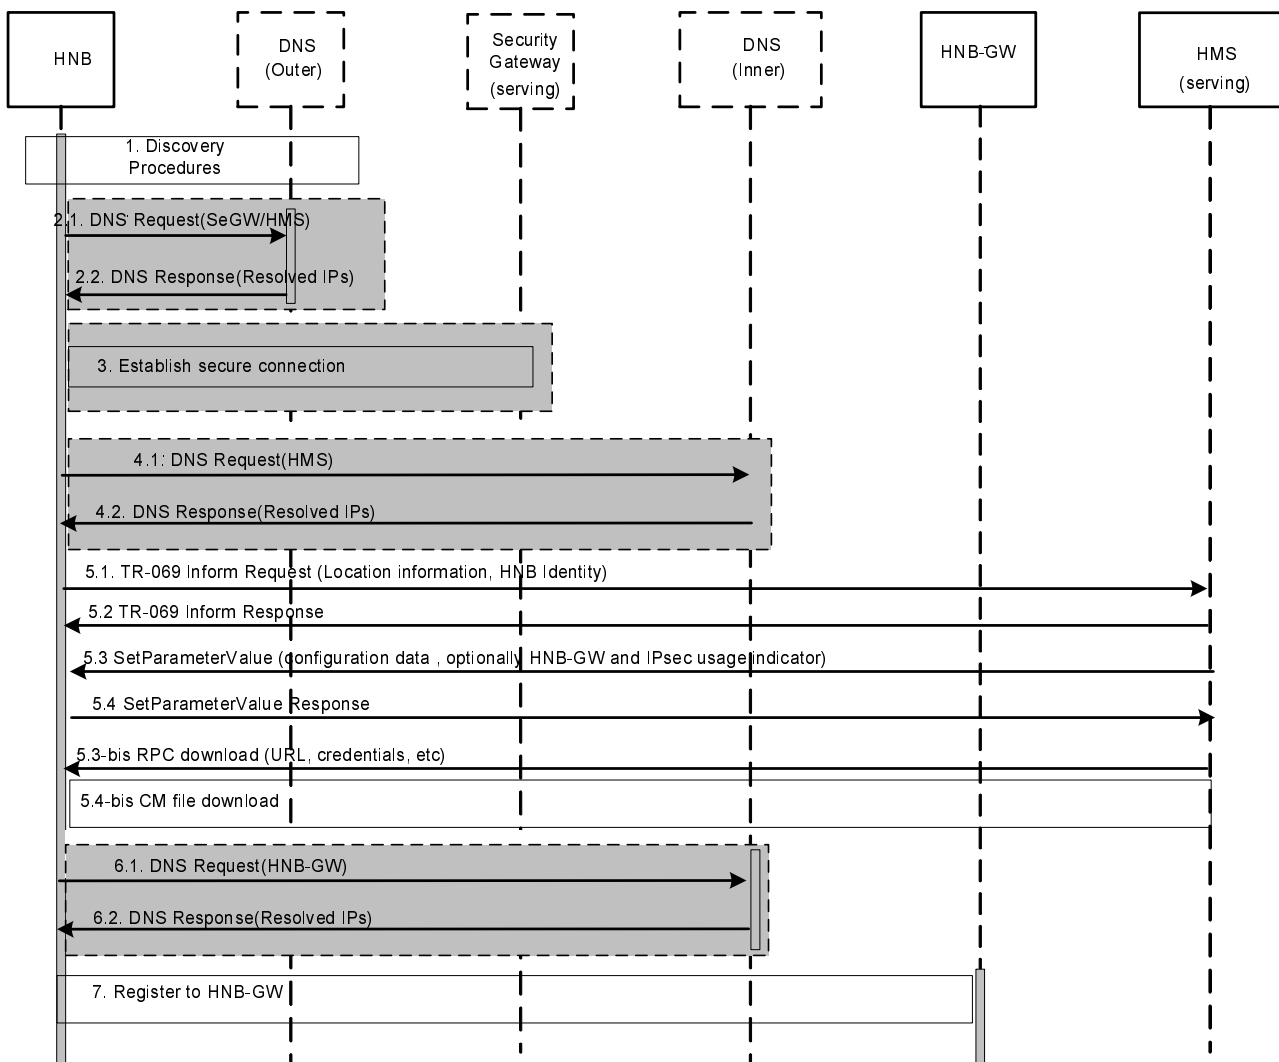 HNB
DNS
(Outer)
Security
Gateway
(serving)
DNS
(Inner)
HNB-GW
HMS
(serving)
1. Discovery
Procedures
2.1. DNS Request(SeGW/HMS)
2.2. DNS Response(Resolved IPs)
3. Establish secure connection
4.1. DNS Request(HMS)
4.2. DNS Response(Resolved IPs)
5.1. TR-069 Inform Request (Location information, HNB Identity)
5.2 TR-069 Inform Response
5.3 SetParameterValue (configuration data , optionally HNB-GW and IPsec usage indicator)
5.4 SetParameterValue Response
5.3-bis RPC download (URL, credentials, etc)
5.4-bis CM file download
6.1. DNS Request(HNB-GW)
6.2. DNS Response(Resolved IPs)
7. Register to HNB-GW